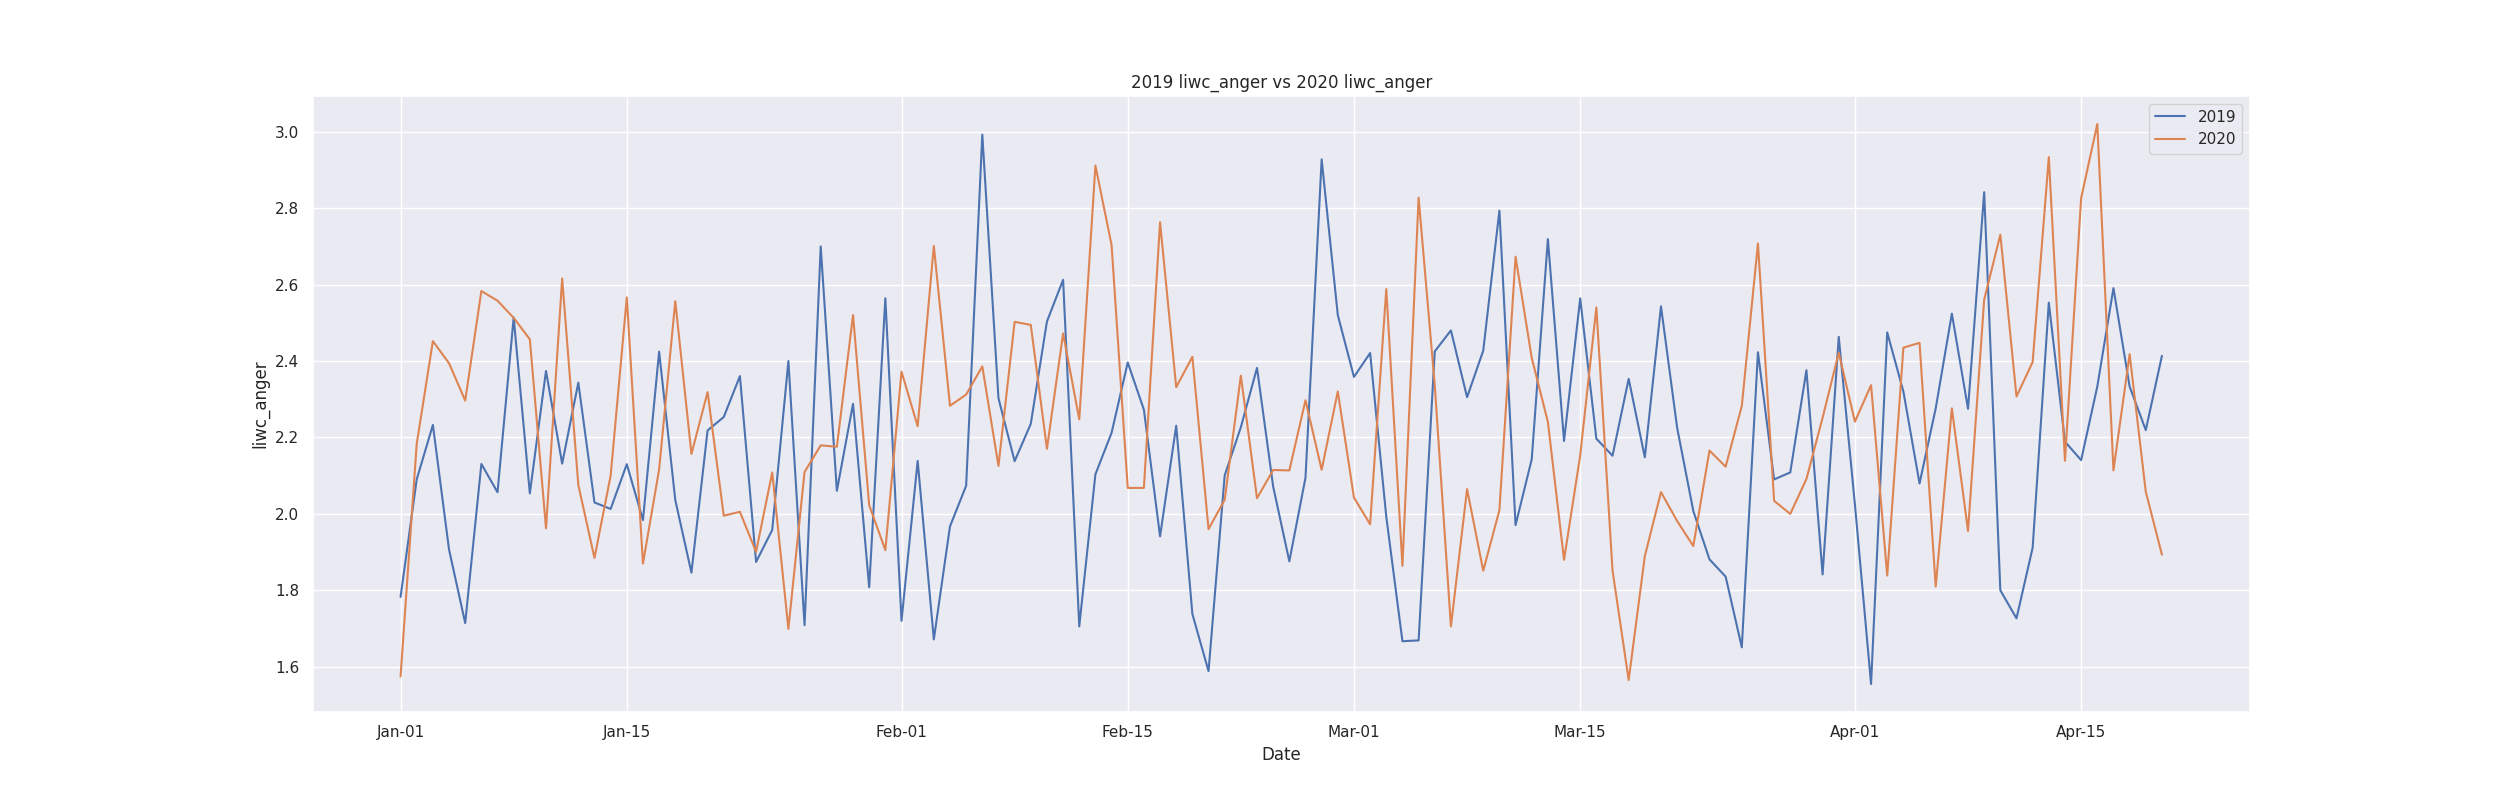 2019 liwc_anger vs 2020 liwc_anger
2019
2020
liwc_anger
3.0
2.8
2.6
2.4
2.2
2.0
1.8
1.6
Jan-01 Jan-15 Feb-01 Feb-15 Mar-01 Mar-15 Apr-01 Apr-15
Date